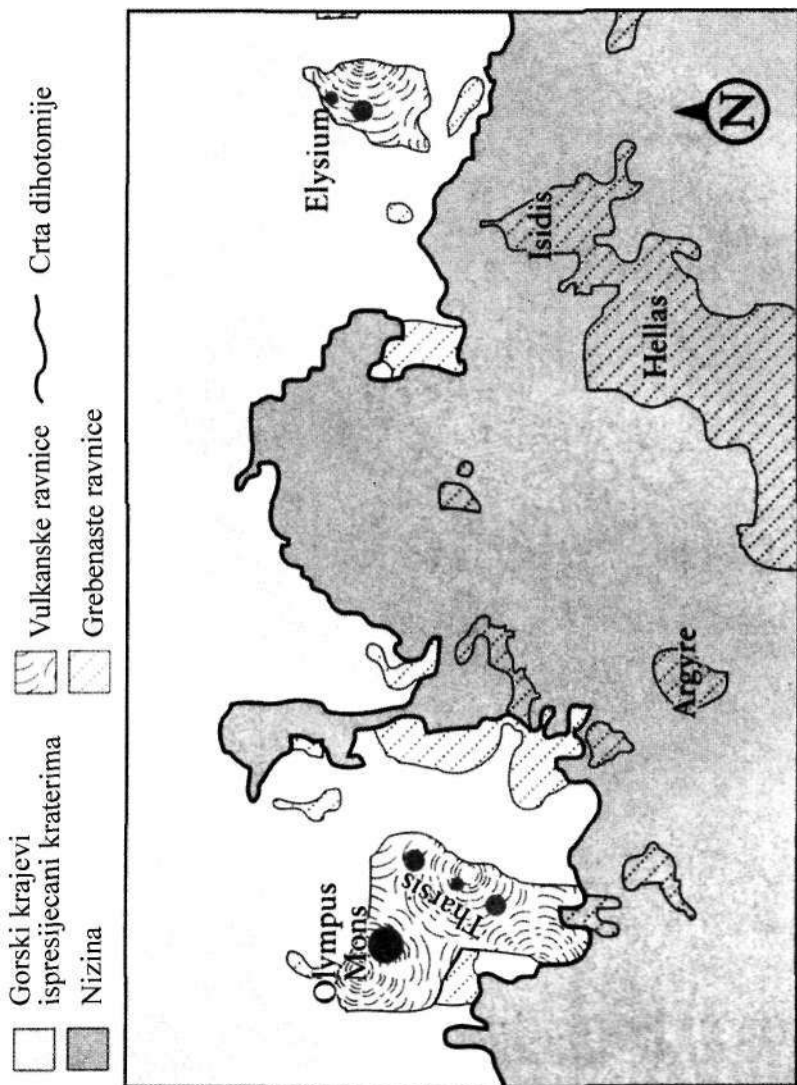 Gorski krajevi
ispresijecani kraterima
Nizina
Vulkanske ravnice
Grebenaste ravnice
Crta dihotomije
Olympus
Mons
Tharsis
Elysium
Isidis
Hellas
Argyre
N